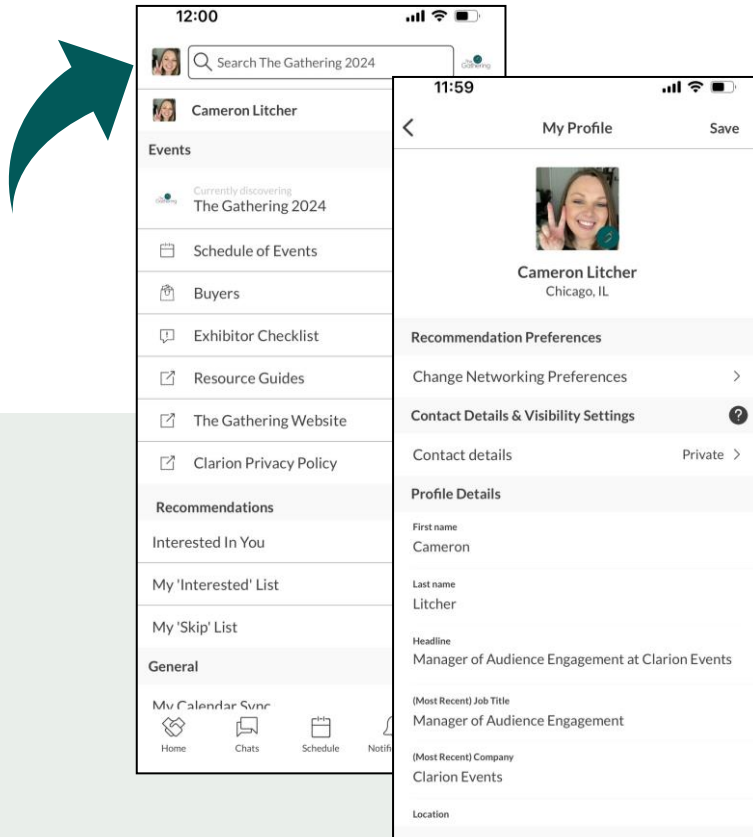 12:00
Search The Gathering 2024
The Gathering
Cameron Litcher
Events
Currently discovering
The Gathering 2024
Schedule of Events
Buyers
Exhibitor Checklist
Resource Guides
The Gathering Website
Clarion Privacy Policy
Recommendations
Interested In You
My 'Interested' List
My 'Skip' List
General
My Calendar Sync
Home Chats Schedule Notifi
11:59
My Profile Save
Cameron Litcher
Chicago, IL
Recommendation Preferences
Change Networking Preferences
Contact Details & Visibility Settings ?
Contact details Private
Profile Details
First name
Cameron
Last name
Litcher
Headline
Manager of Audience Engagement at Clarion Events
(Most Recent) Job Title
Manager of Audience Engagement
(Most Recent) Company
Clarion Events
Location